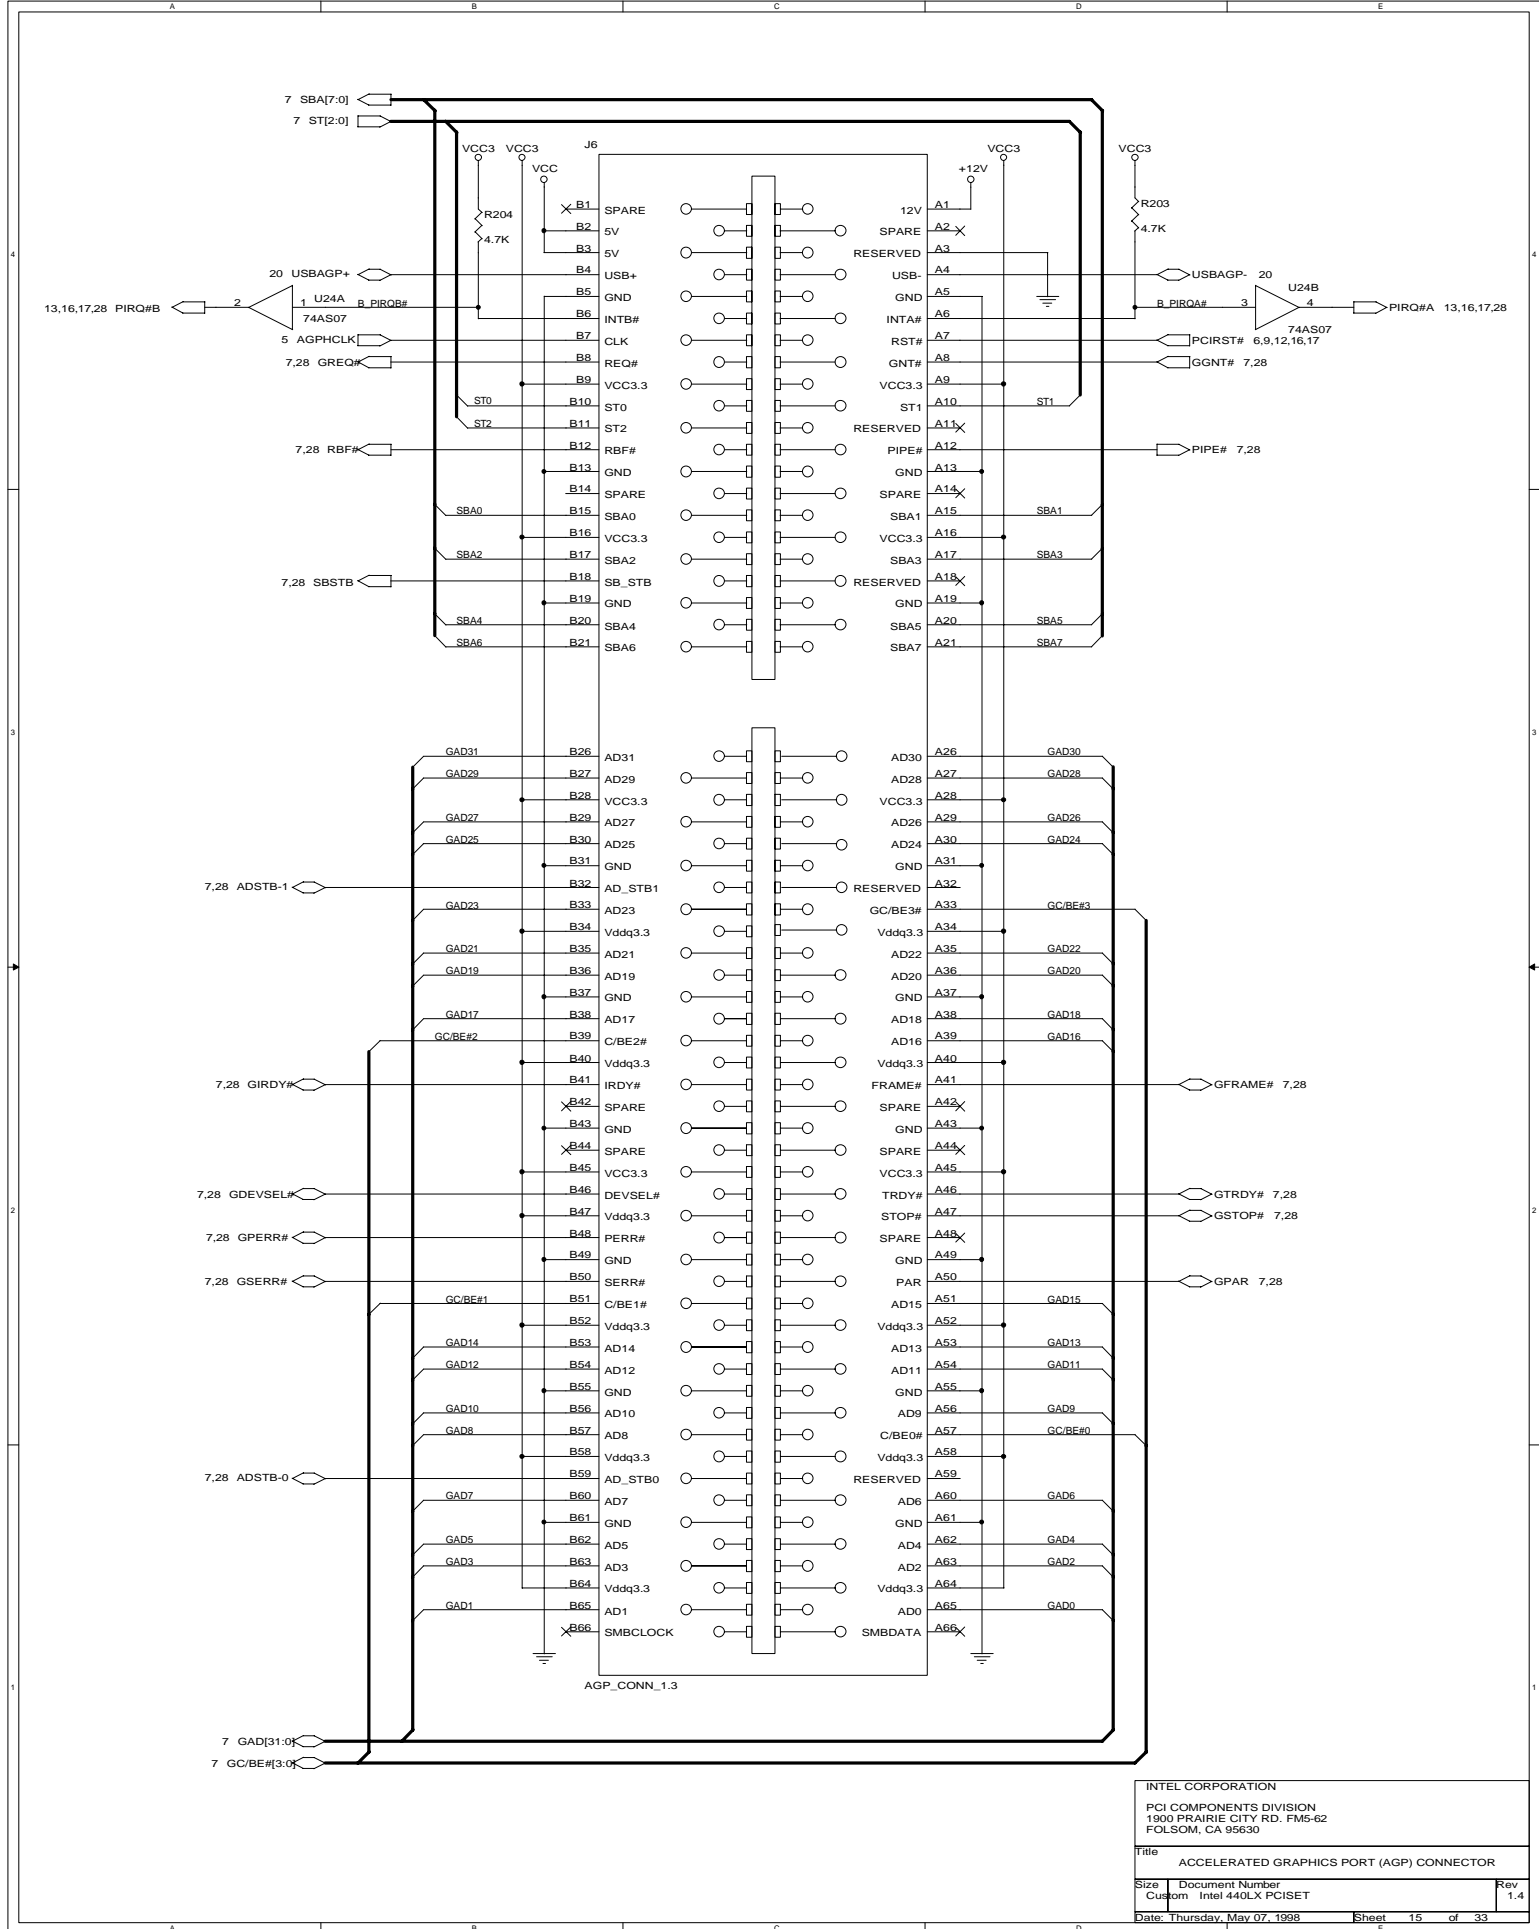 A B C D E
7 SBA[7:0]
7 ST[2:0]
VCC3 VCC3 J6 VCC3 VCC3
VCC +12V
R204 R203
4.7K 4.7K
B1 SPARE 12V A1
B2 5V SPARE A2
B3 5V RESERVED A3
4 4
20 USBAGP+ B4 USB+ USB- A4 USBAGP- 20
B5 GND GND A5
13,16,17,28 PIRQ#B 2 1 U24A 74AS07 B_PIRQB# B6 INTB# INTA# A6 B_PIRQA# 3 4 U24B 74AS07 PIRQ#A 13,16,17,28
5 AGPHCLK B7 CLK RST# A7 PCIRST# 6,9,12,16,17
7,28 GREQ# B8 REQ# GNT# A8 GGNT# 7,28
B9 VCC3.3 VCC3.3 A9
ST0 B10 ST0 ST1 A10 ST1
ST2 B11 ST2 RESERVED A11
7,28 RBF# B12 RBF# PIPE# A12 PIPE# 7,28
B13 GND GND A13
B14 SPARE SPARE A14
SBA0 B15 SBA0 SBA1 A15 SBA1
B16 VCC3.3 VCC3.3 A16
SBA2 B17 SBA2 SBA3 A17 SBA3
7,28 SBSTB B18 SB_STB RESERVED A18
B19 GND GND A19
SBA4 B20 SBA4 SBA5 A20 SBA5
SBA6 B21 SBA6 SBA7 A21 SBA7
3 3
GAD31 B26 AD31 AD30 A26 GAD30
GAD29 B27 AD29 AD28 A27 GAD28
B28 VCC3.3 VCC3.3 A28
GAD27 B29 AD27 AD26 A29 GAD26
GAD25 B30 AD25 AD24 A30 GAD24
B31 GND GND A31
7,28 ADSTB-1 B32 AD_STB1 RESERVED A32
GAD23 B33 AD23 GC/BE3# A33 GC/BE#3
B34 Vddq3.3 Vddq3.3 A34
GAD21 B35 AD21 AD22 A35 GAD22
GAD19 B36 AD19 AD20 A36 GAD20
B37 GND GND A37
GAD17 B38 AD17 AD18 A38 GAD18
GC/BE#2 B39 C/BE2# AD16 A39 GAD16
B40 Vddq3.3 Vddq3.3 A40
7,28 GIRDY# B41 IRDY# FRAME# A41 GFRAME# 7,28
B42 SPARE SPARE A42
B43 GND GND A43
B44 SPARE SPARE A44
B45 VCC3.3 VCC3.3 A45
7,28 GDEVSEL# B46 DEVSEL# TRDY# A46 GTRDY# 7,28
2 B47 Vddq3.3 STOP# A47 GSTOP# 7,28 2
7,28 GPERR# B48 PERR# SPARE A48
B49 GND GND A49
7,28 GSERR# B50 SERR# PAR A50 GPAR 7,28
GC/BE#1 B51 C/BE1# AD15 A51 GAD15
B52 Vddq3.3 Vddq3.3 A52
GAD14 B53 AD14 AD13 A53 GAD13
GAD12 B54 AD12 AD11 A54 GAD11
B55 GND GND A55
GAD10 B56 AD10 AD9 A56 GAD9
GAD8 B57 AD8 C/BE0# A57 GC/BE#0
B58 Vddq3.3 Vddq3.3 A58
7,28 ADSTB-0 B59 AD_STB0 RESERVED A59
GAD7 B60 AD7 AD6 A60 GAD6
B61 GND GND A61
GAD5 B62 AD5 AD4 A62 GAD4
GAD3 B63 AD3 AD2 A63 GAD2
B64 Vddq3.3 Vddq3.3 A64
GAD1 B65 AD1 AD0 A65 GAD0
B66 SMBCLOCK SMBDATA A66
AGP_CONN_1.3
1 1
7 GAD[31:0]
7 GC/BE#[3:0]
INTEL CORPORATION
PCI COMPONENTS DIVISION
1900 PRAIRIE CITY RD. FM5-62
FOLSOM, CA 95630
Title
ACCELERATED GRAPHICS PORT (AGP) CONNECTOR
Size Document Number Rev
Custom Intel 440LX PCISET 1.4
Date: Thursday, May 07, 1998 Sheet 15 of 33
A B C D E